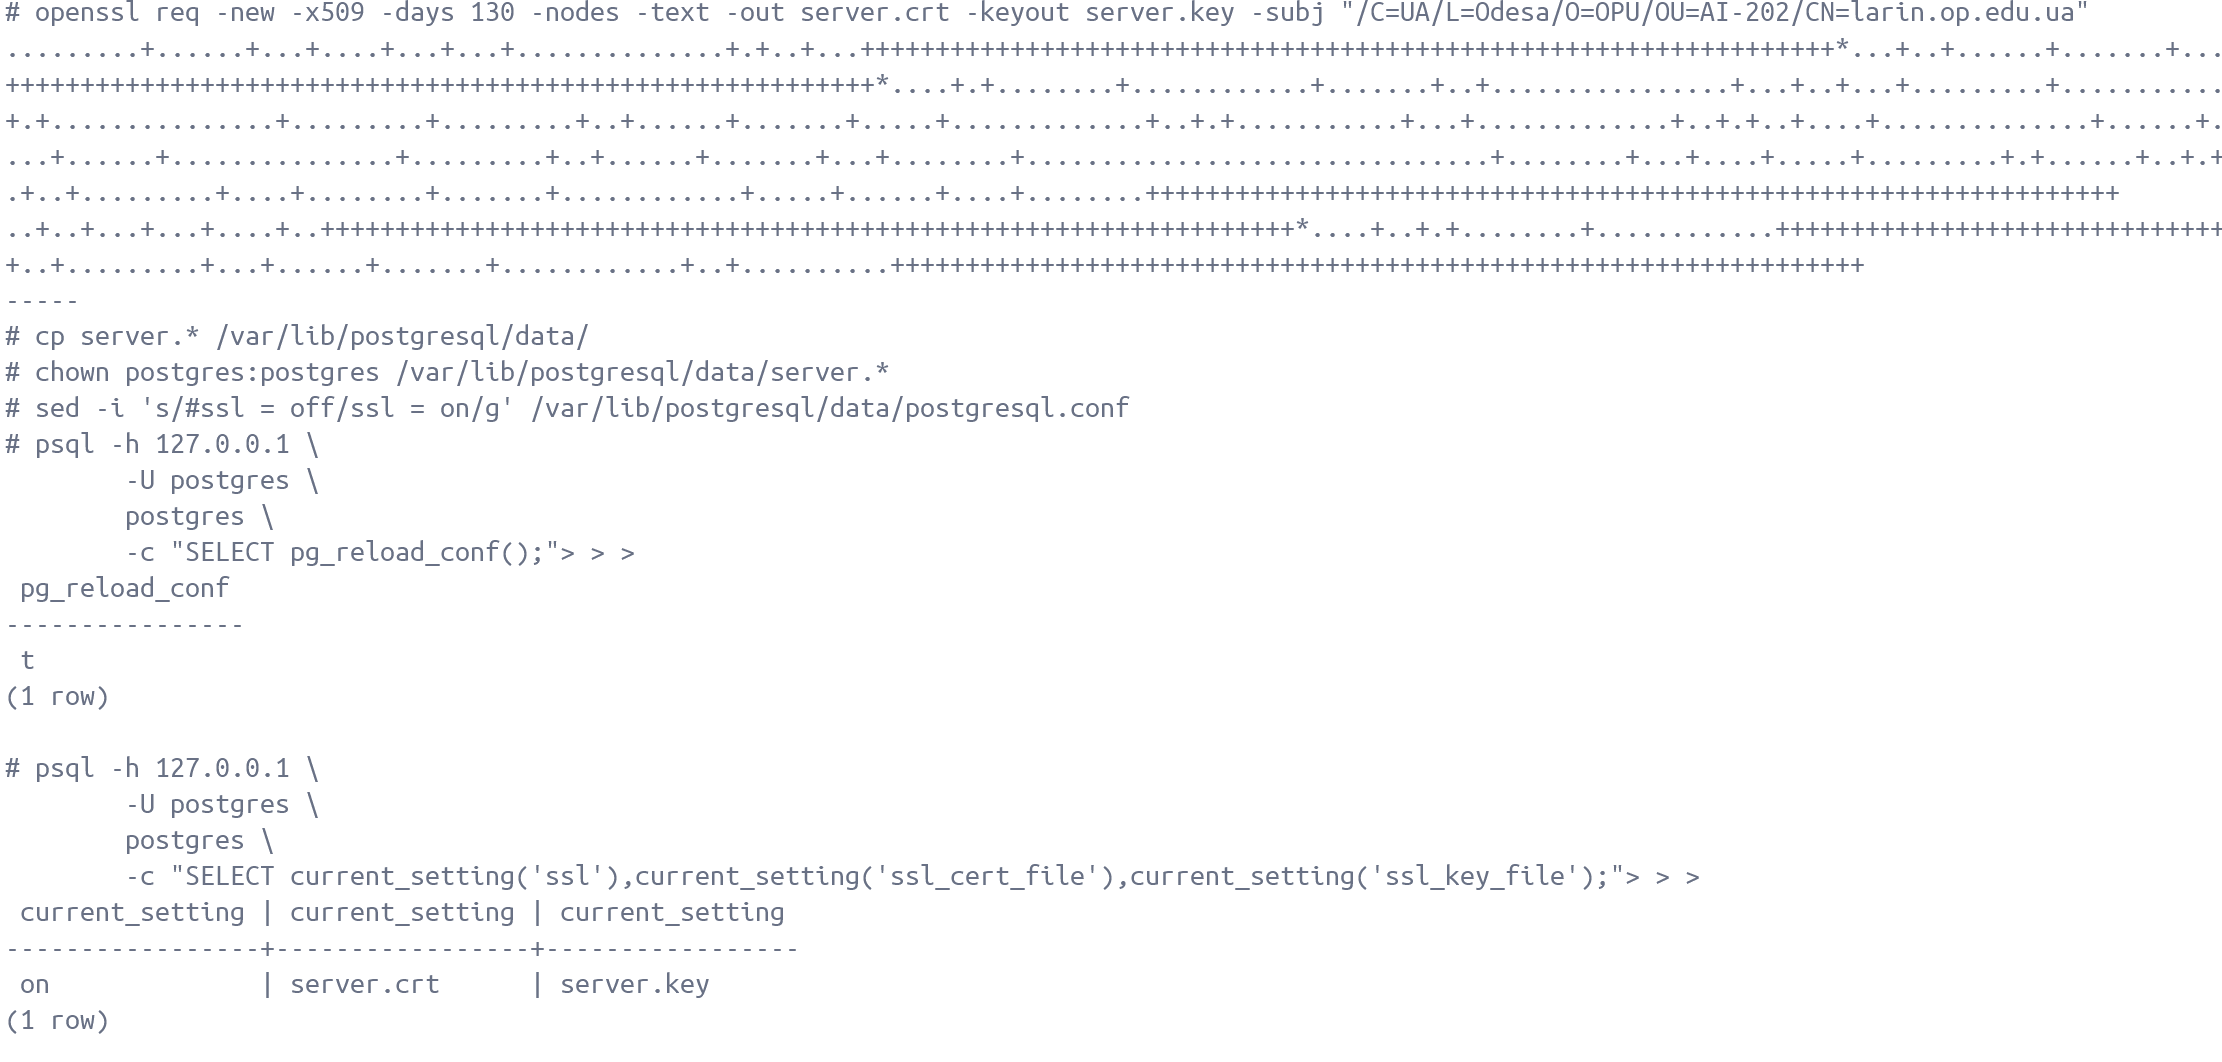 # openssl req -new -x509 -days 130 -nodes -text -out server.crt -keyout server.key -subj "/C=UA/L=Odesa/O=OPU/OU=AI-202/CN=larin.op.edu.ua"
-----
# cp server.* /var/lib/postgresql/data/
# chown postgres:postgres /var/lib/postgresql/data/server.*
# sed -i 's/#ssl = off/ssl = on/g' /var/lib/postgresql/data/postgresql.conf
# psql -h 127.0.0.1 \
        -U postgres \
        postgres \
        -c "SELECT pg_reload_conf();"> > >
 pg_reload_conf
----------------
 t
(1 row)

# psql -h 127.0.0.1 \
        -U postgres \
        postgres \
        -c "SELECT current_setting('ssl'),current_setting('ssl_cert_file'),current_setting('ssl_key_file');"> > >
 current_setting | current_setting | current_setting
-----------------+-----------------+-----------------
 on              | server.crt      | server.key
(1 row)